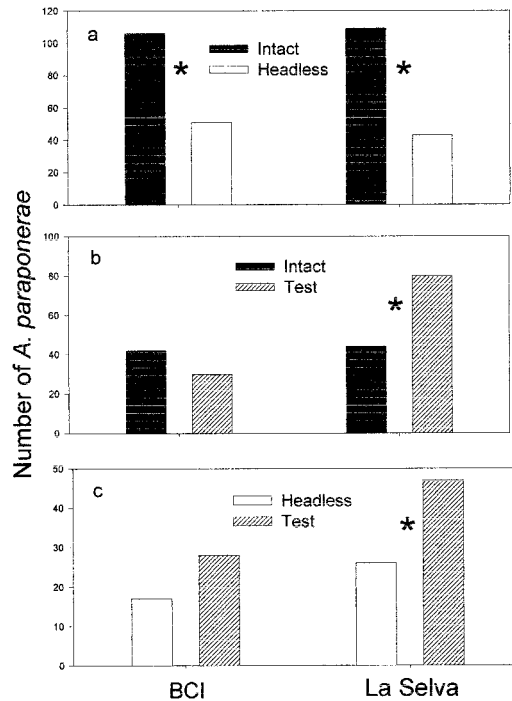 Number of A. paraponerae
a
120
100
80
60
40
20
0
Intact
Headless
*
*
b
100
80
60
40
20
0
Intact
Test
*
c
50
40
30
20
10
0
Headless
Test
*
BCI
La Selva